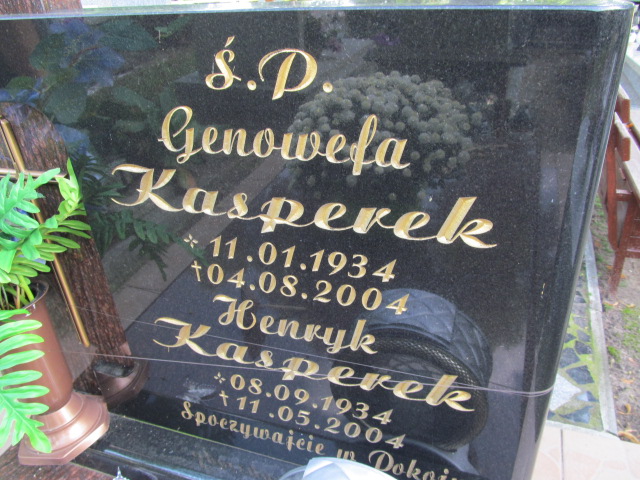 Ś.P.
Genowefa
Kasperek
* 11.01.1934
† 04.08.2004
Henryk
Kasperek
* 08.09.1934
† 11.05.2004
Spoczywajcie w